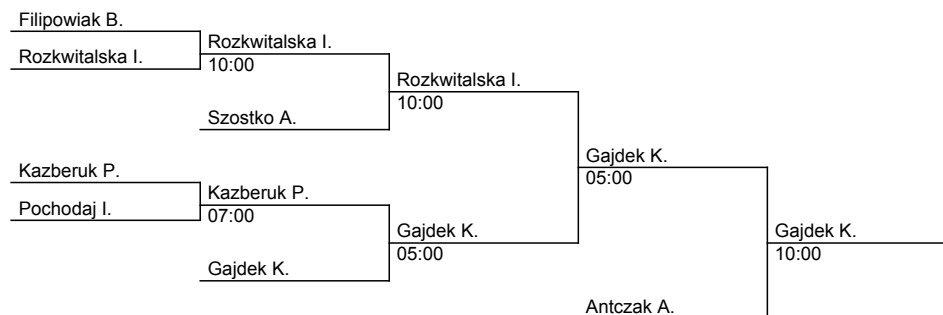 Filipowiak B.
Rozkwitalska I.
Rozkwitalska I.
10:00
Rozkwitalska I.
10:00
Szostko A.
Gajdek K.
05:00
Kazberuk P.
Kazberuk P.
07:00
Pochodaj I.
Gajdek K.
05:00
Gajdek K.
10:00
Gajdek K.
Antczak A.